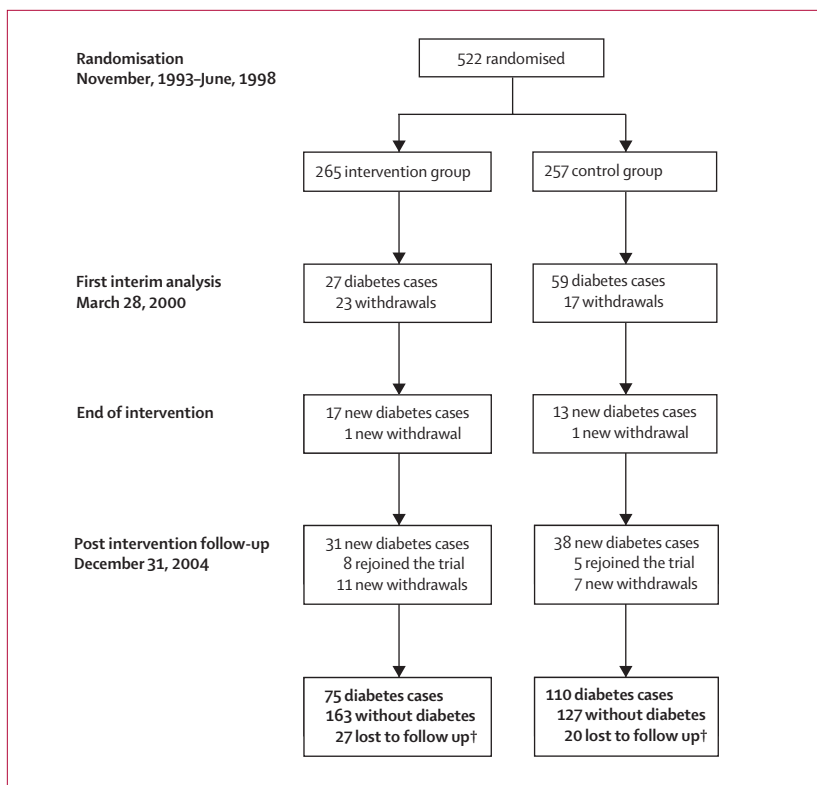 Randomisation
November, 1993–June, 1998
522 randomised
265 intervention group
257 control group
First interim analysis
March 28, 2000
27 diabetes cases
23 withdrawals
59 diabetes cases
17 withdrawals
End of intervention
17 new diabetes cases
1 new withdrawal
13 new diabetes cases
1 new withdrawal
Post intervention follow-up
December 31, 2004
31 new diabetes cases
8 rejoined the trial
11 new withdrawals
38 new diabetes cases
5 rejoined the trial
7 new withdrawals
75 diabetes cases
163 without diabetes
27 lost to follow up†
110 diabetes cases
127 without diabetes
20 lost to follow up†